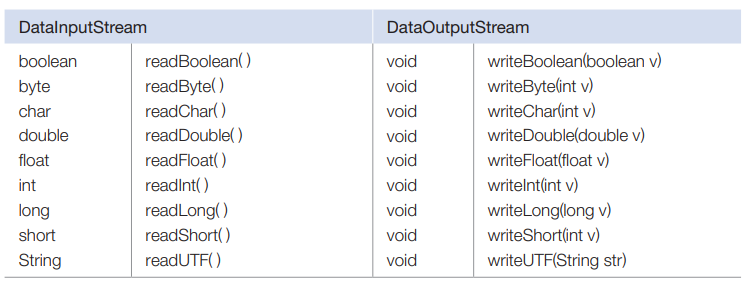 DataInputStream DataOutputStream
boolean readBoolean( ) void writeBoolean(boolean v)
byte readByte( ) void writeByte(int v)
char readChar( ) void writeChar(int v)
double readDouble( ) void writeDouble(double v)
float readFloat( ) void writeFloat(float v)
int readInt( ) void writeInt(int v)
long readLong( ) void writeLong(long v)
short readShort( ) void writeShort(int v)
String readUTF( ) void writeUTF(String str)